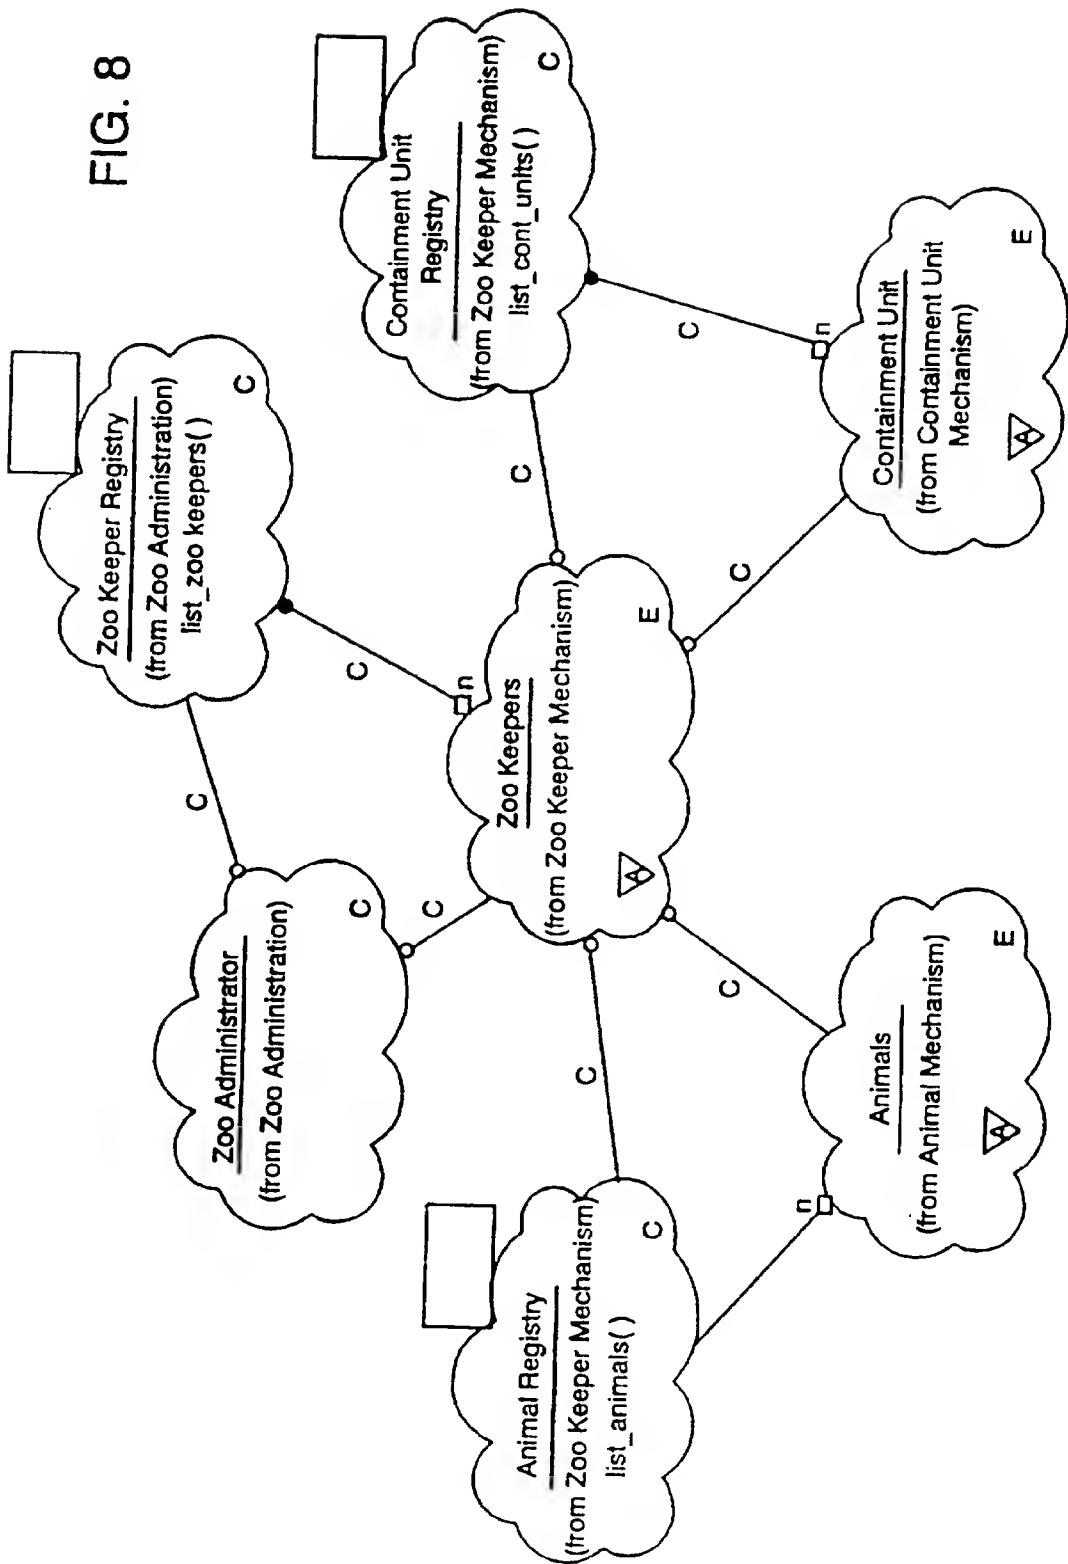 FIG. 8
Zoo Administrator
(from Zoo Administration)
C
C
Zoo Keeper Registry
(from Zoo Administration)
list_zoo keepers( )
C
C
C
n
Animal Registry
(from Zoo Keeper Mechanism)
list_animals( )
C
C
Zoo Keepers
(from Zoo Keeper Mechanism)
A
E
C
Containment Unit
Registry
(from Zoo Keeper Mechanism)
list_cont_units( )
C
n
C
C
C
n
Animals
(from Animal Mechanism)
A
E
Containment Unit
(from Containment Unit
Mechanism)
A
E